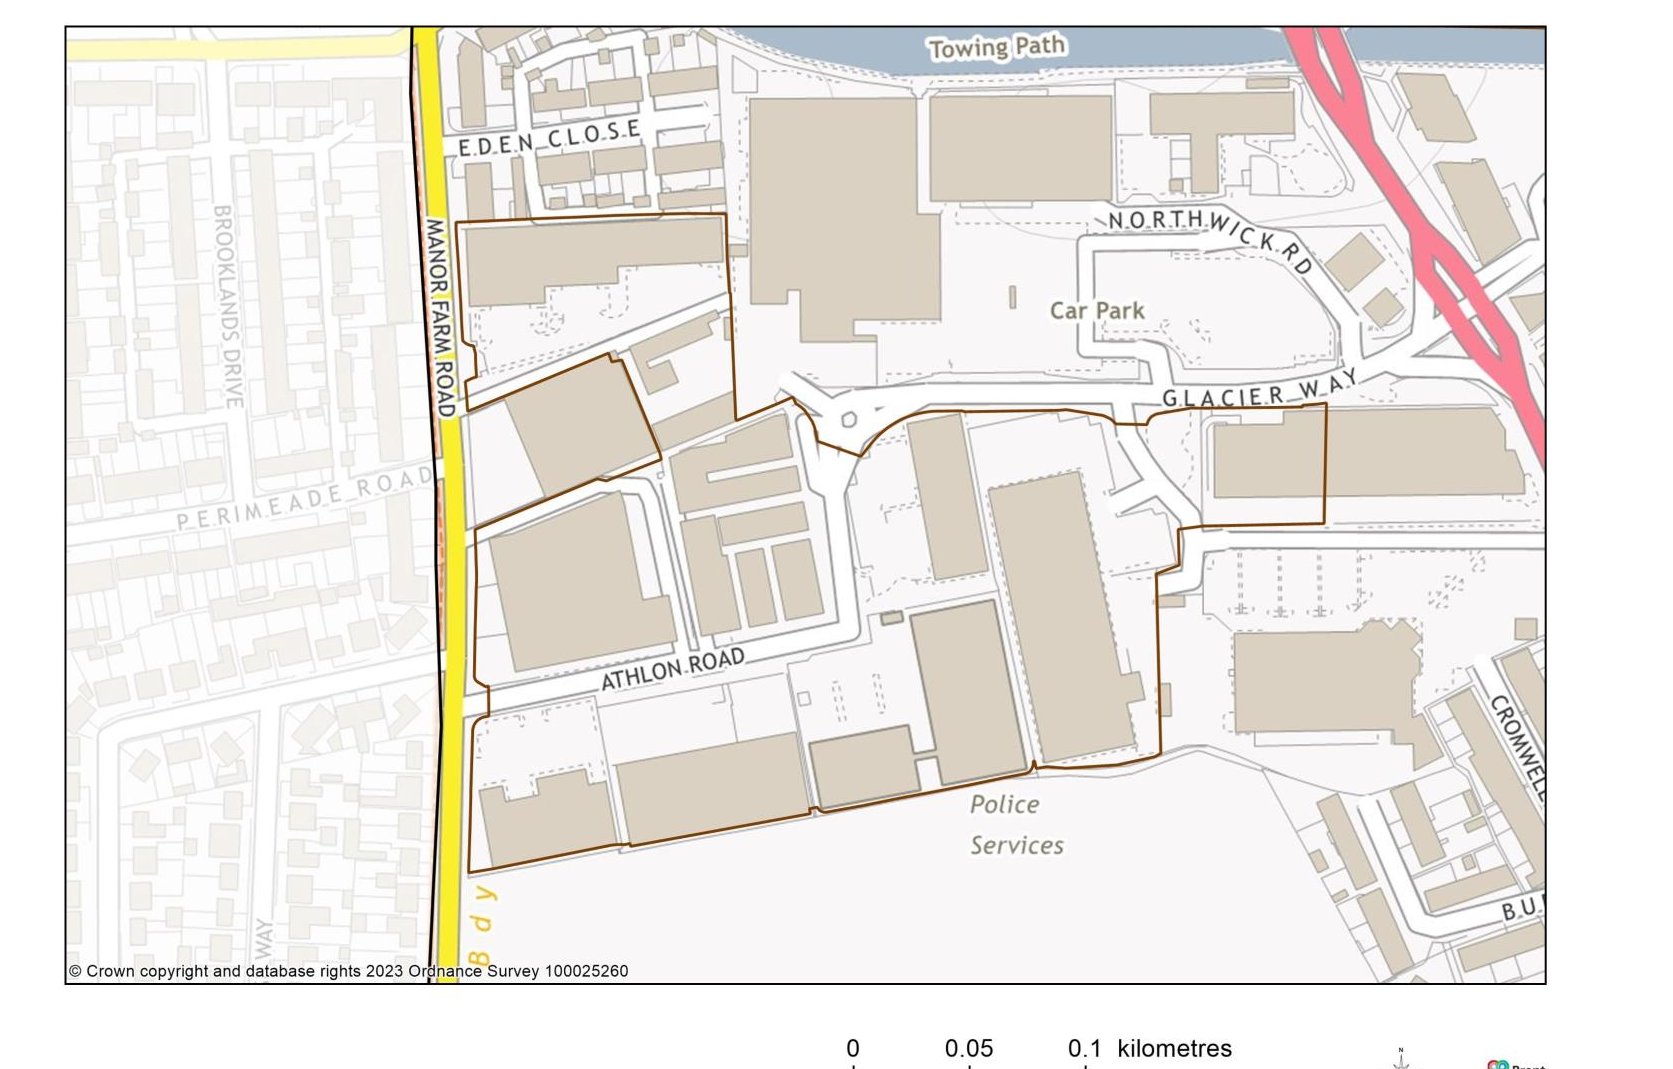 Towing Path
EDEN CLOSE
NORTHWICK RD
BROOKLANDS DRIVE
MANOR FARM ROAD
Car Park
GLACIER WAY
PERIMEADE ROAD
ATHLON ROAD
CROMWELL
Police
Services
Bdy
WAY
BU
© Crown copyright and database rights 2023 Ordnance Survey 100025260
0 0.05 0.1 kilometres
N